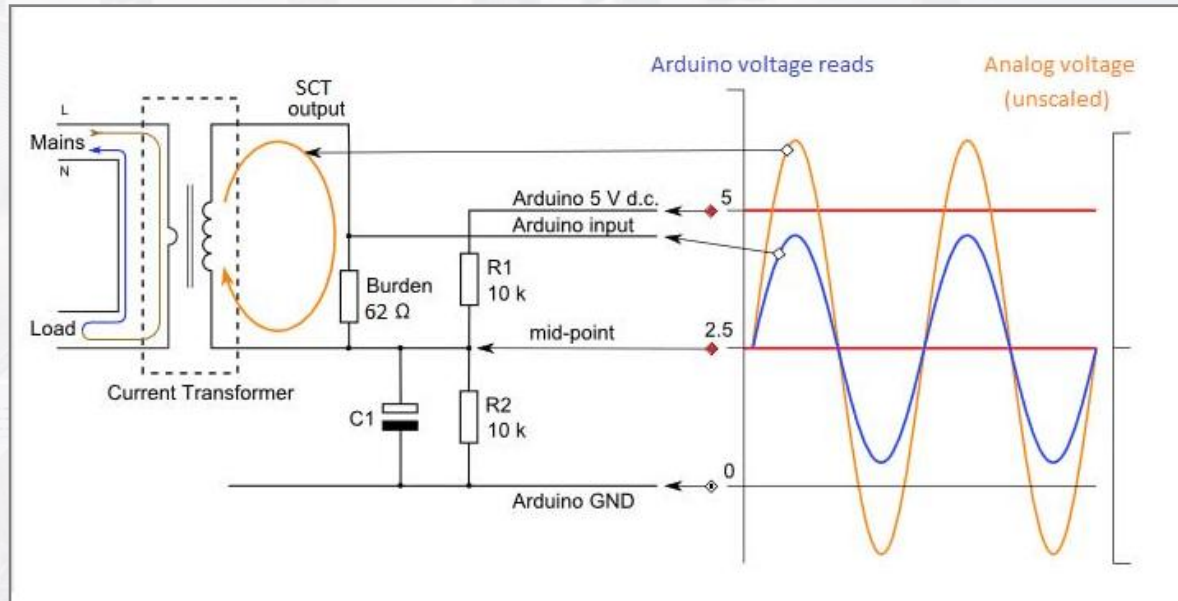 Arduino voltage reads
Analog voltage
(unscaled)
SCT
output
L
Mains
N
Arduino 5 V d.c.
5
Arduino input
R1
10 k
Burden
62 Ω
2.5
mid-point
Load
Current Transformer
C1
R2
10 k
0
Arduino GND